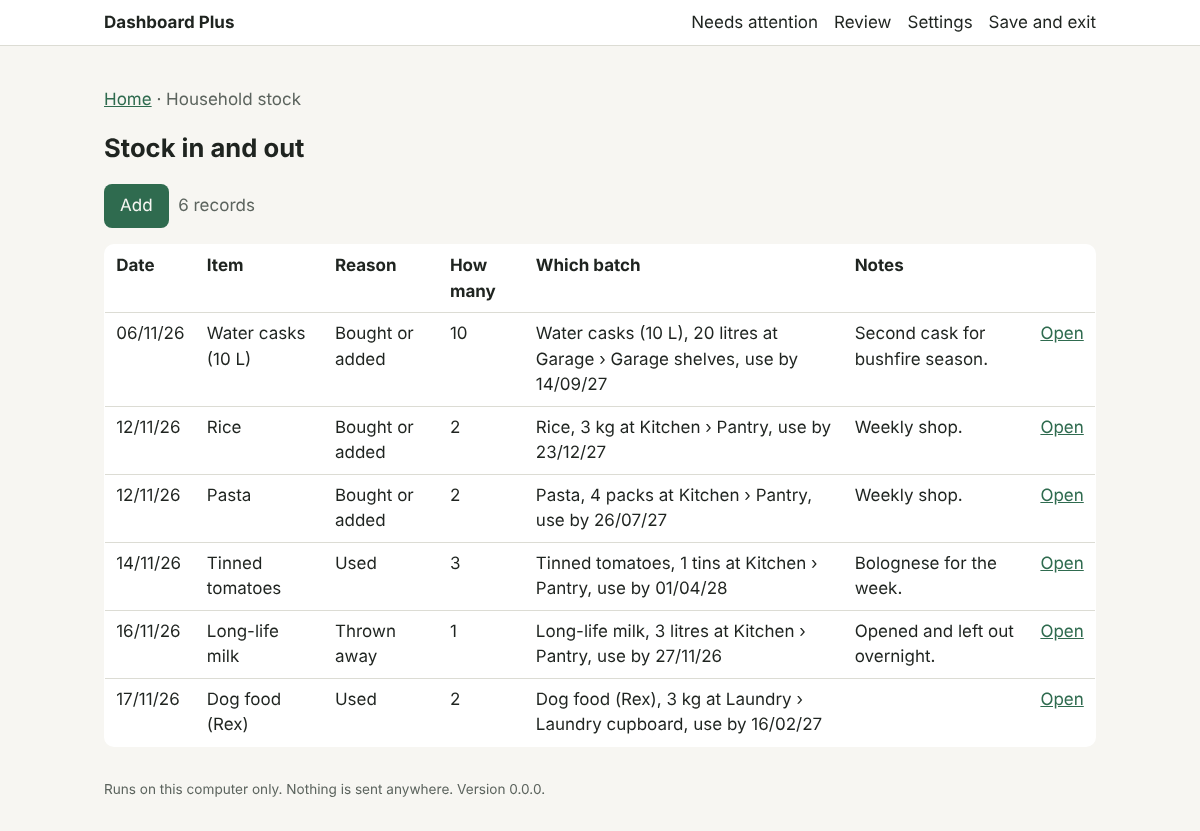 Dashboard Plus
Needs attention Review Settings Save and exit
Home · Household stock
Stock in and out
Add 6 records
Date Item Reason How many Which batch Notes
06/11/26 Water casks (10 L) Bought or added 10 Water casks (10 L), 20 litres at Garage › Garage shelves, use by 14/09/27 Second cask for bushfire season. Open
12/11/26 Rice Bought or added 2 Rice, 3 kg at Kitchen › Pantry, use by 23/12/27 Weekly shop. Open
12/11/26 Pasta Bought or added 2 Pasta, 4 packs at Kitchen › Pantry, use by 26/07/27 Weekly shop. Open
14/11/26 Tinned tomatoes Used 3 Tinned tomatoes, 1 tins at Kitchen › Pantry, use by 01/04/28 Bolognese for the week. Open
16/11/26 Long-life milk Thrown away 1 Long-life milk, 3 litres at Kitchen › Pantry, use by 27/11/26 Opened and left out overnight. Open
17/11/26 Dog food (Rex) Used 2 Dog food (Rex), 3 kg at Laundry › Laundry cupboard, use by 16/02/27 Open
Runs on this computer only. Nothing is sent anywhere. Version 0.0.0.